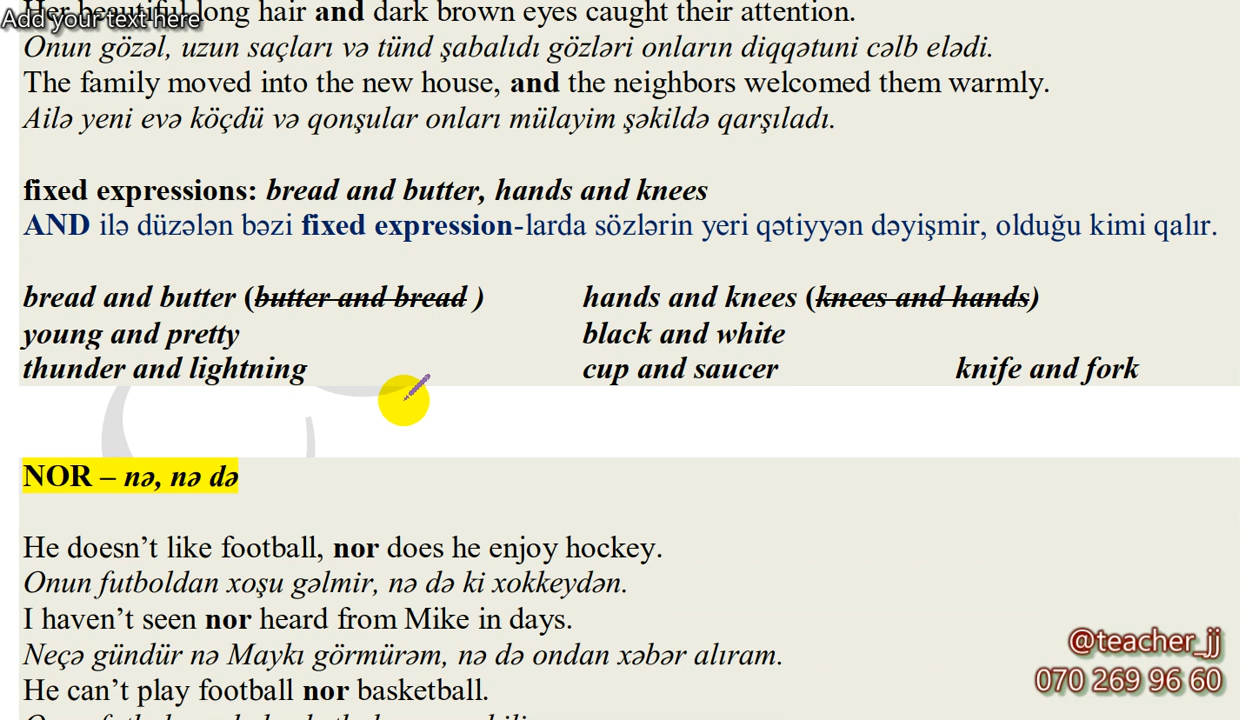 Her beautiful long hair and dark brown eyes caught their attention.
Add your text here
Onun gözəl, uzun saçları və tünd şabalıdı gözləri onların diqqətuni cəlb elədi.
The family moved into the new house, and the neighbors welcomed them warmly.
Ailə yeni evə köçdü və qonşular onları mülayim şəkildə qarşıladı.
fixed expressions: bread and butter, hands and knees
AND ilə düzələn bəzi fixed expression-larda sözlərin yeri qətiyyən dəyişmir, olduğu kimi qalır.
bread and butter (butter and bread ) hands and knees (knees and hands)
young and pretty black and white
thunder and lightning cup and saucer knife and fork
NOR – nə, nə də
He doesn’t like football, nor does he enjoy hockey.
Onun futboldan xoşu gəlmir, nə də ki xokkeydən.
I haven’t seen nor heard from Mike in days.
Neçə gündür nə Maykı görmürəm, nə də ondan xəbər alıram.
He can’t play football nor basketball.
@teacher_jj
070 269 96 60